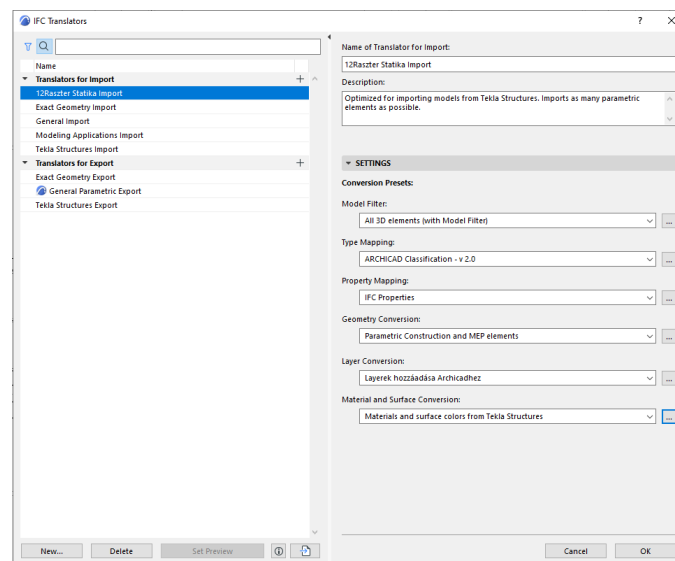 IFC Translators
?
Name
Translators for Import
12Raszter Statika Import
Exact Geometry Import
General Import
Modeling Applications Import
Tekla Structures Import
Translators for Export
Exact Geometry Export
General Parametric Export
Tekla Structures Export
New...
Delete
Set Preview
Name of Translator for Import:
12Raszter Statika Import
Description:
Optimized for importing models from Tekla Structures. Imports as many parametric
elements as possible.
SETTINGS
Conversion Presets:
Model Filter:
All 3D elements (with Model Filter)
...
Type Mapping:
ARCHICAD Classification - v 2.0
...
Property Mapping:
IFC Properties
...
Geometry Conversion:
Parametric Construction and MEP elements
...
Layer Conversion:
Layerek hozzáadása Archicadhez
...
Material and Surface Conversion:
Materials and surface colors from Tekla Structures
...
Cancel
OK